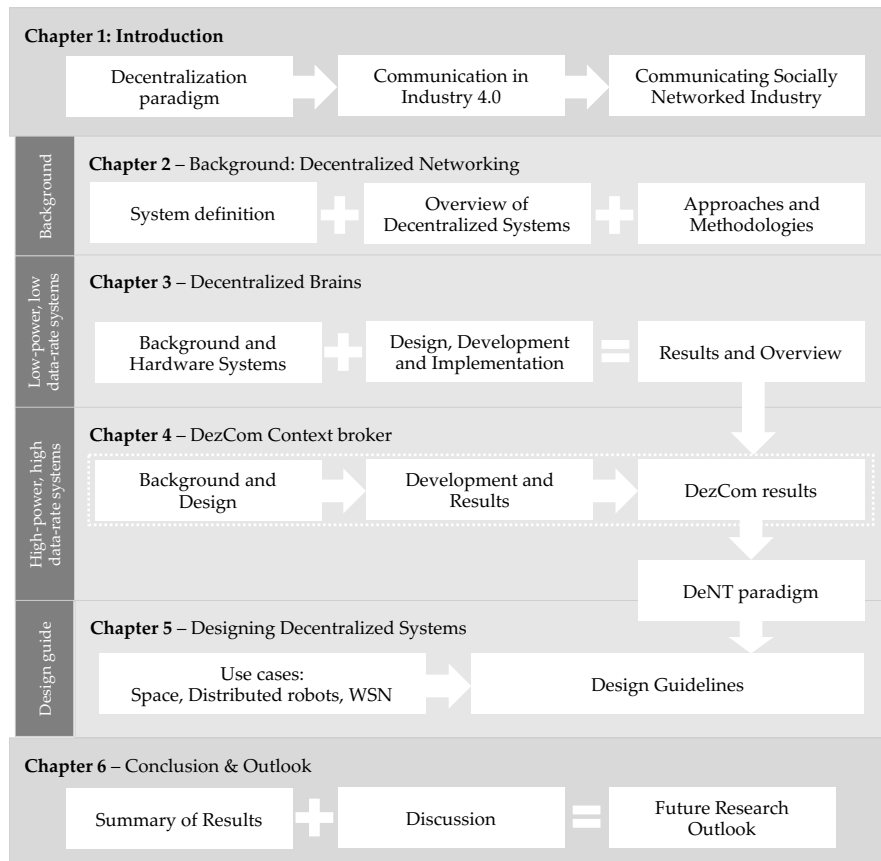 Chapter 1: Introduction
Decentralization
paradigm
Communication in
Industry 4.0
Communicating Socially
Networked Industry
Background
Chapter 2 – Background: Decentralized Networking
System definition
Overview of
Decentralized Systems
Approaches and
Methodologies
Low-power, low
data-rate systems
Chapter 3 – Decentralized Brains
Background and
Hardware Systems
Design, Development
and Implementation
Results and Overview
High-power, high
data-rate systems
Chapter 4 – DezCom Context broker
Background and
Design
Development and
Results
DezCom results
DeNT paradigm
Design guide
Chapter 5 – Designing Decentralized Systems
Use cases:
Space, Distributed robots, WSN
Design Guidelines
Chapter 6 – Conclusion & Outlook
Summary of Results
Discussion
Future Research
Outlook